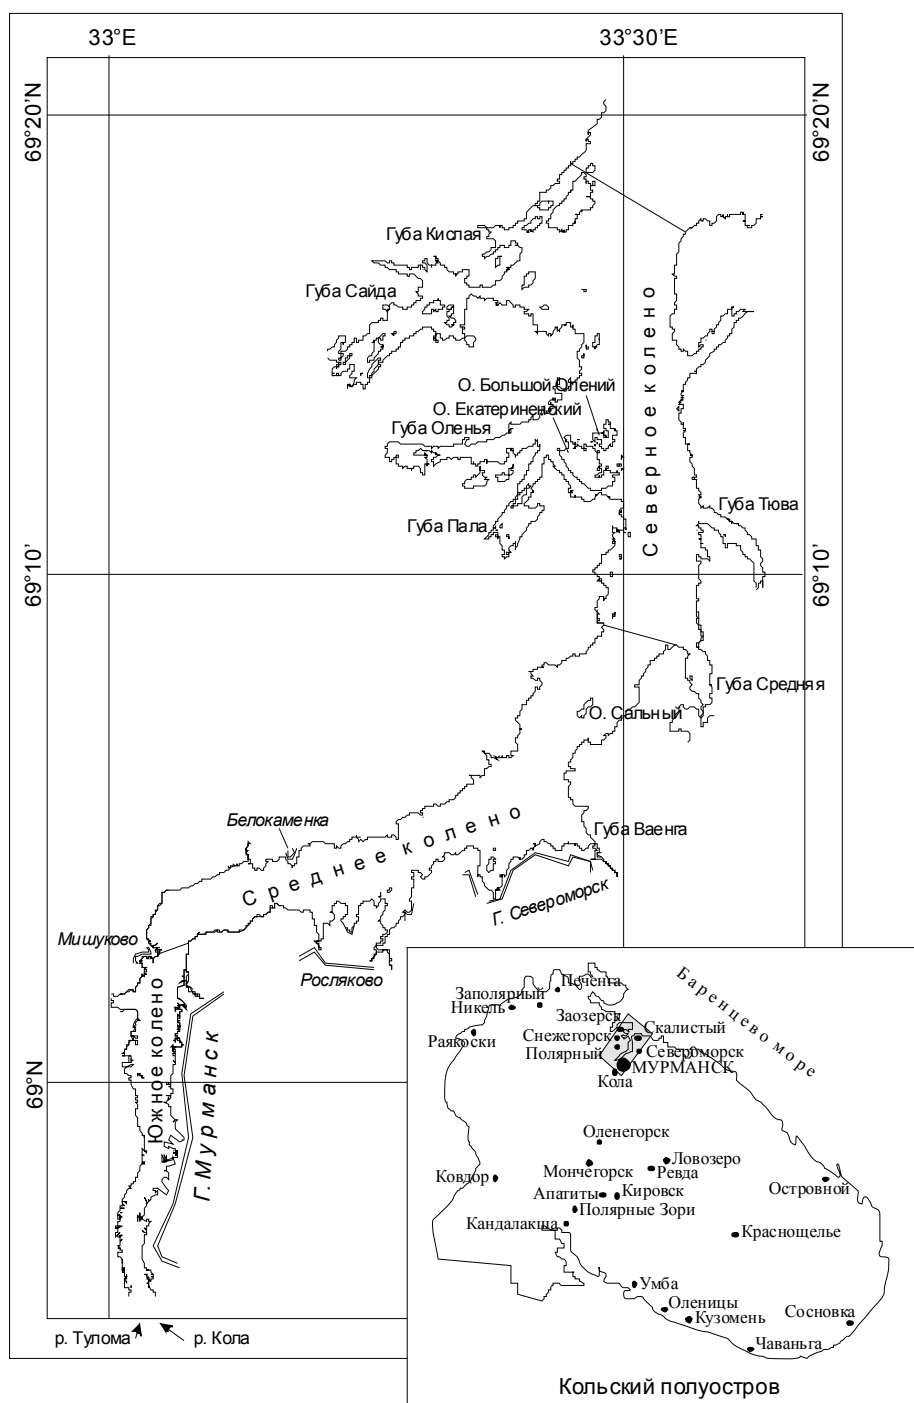 33°E
33°30'E
69°20'N
69°20'N
Губа Кислая
Губа Сайда
Северное колено
О. Большой Олений
О. Екатериненский
Губа Оленья
Губа Тюва
Губа Пала
69°10'
69°10'
Губа Средняя
О. Сальный
Белокаменка
Губа Ваенга
Среднее колено
Г. Североморск
Мишуково
Росляково
Южное колено
Г. Мурманск
69°N
р. Тулома
р. Кола
Баренцево море
Печенга
Заполярный
Никель
Заозерск
Скалистый
Раякоски
Снежегорск
Полярный
Североморск
МУРМАНСК
Кола
Оленегорск
Ловозеро
Мончегорск
Ревда
Ковдор
Островной
Апатиты
Кировск
Полярные Зори
Кандалакша
Краснощелье
Умба
Оленицы
Кузомень
Сосновка
Чаваньга
Кольский полуостров